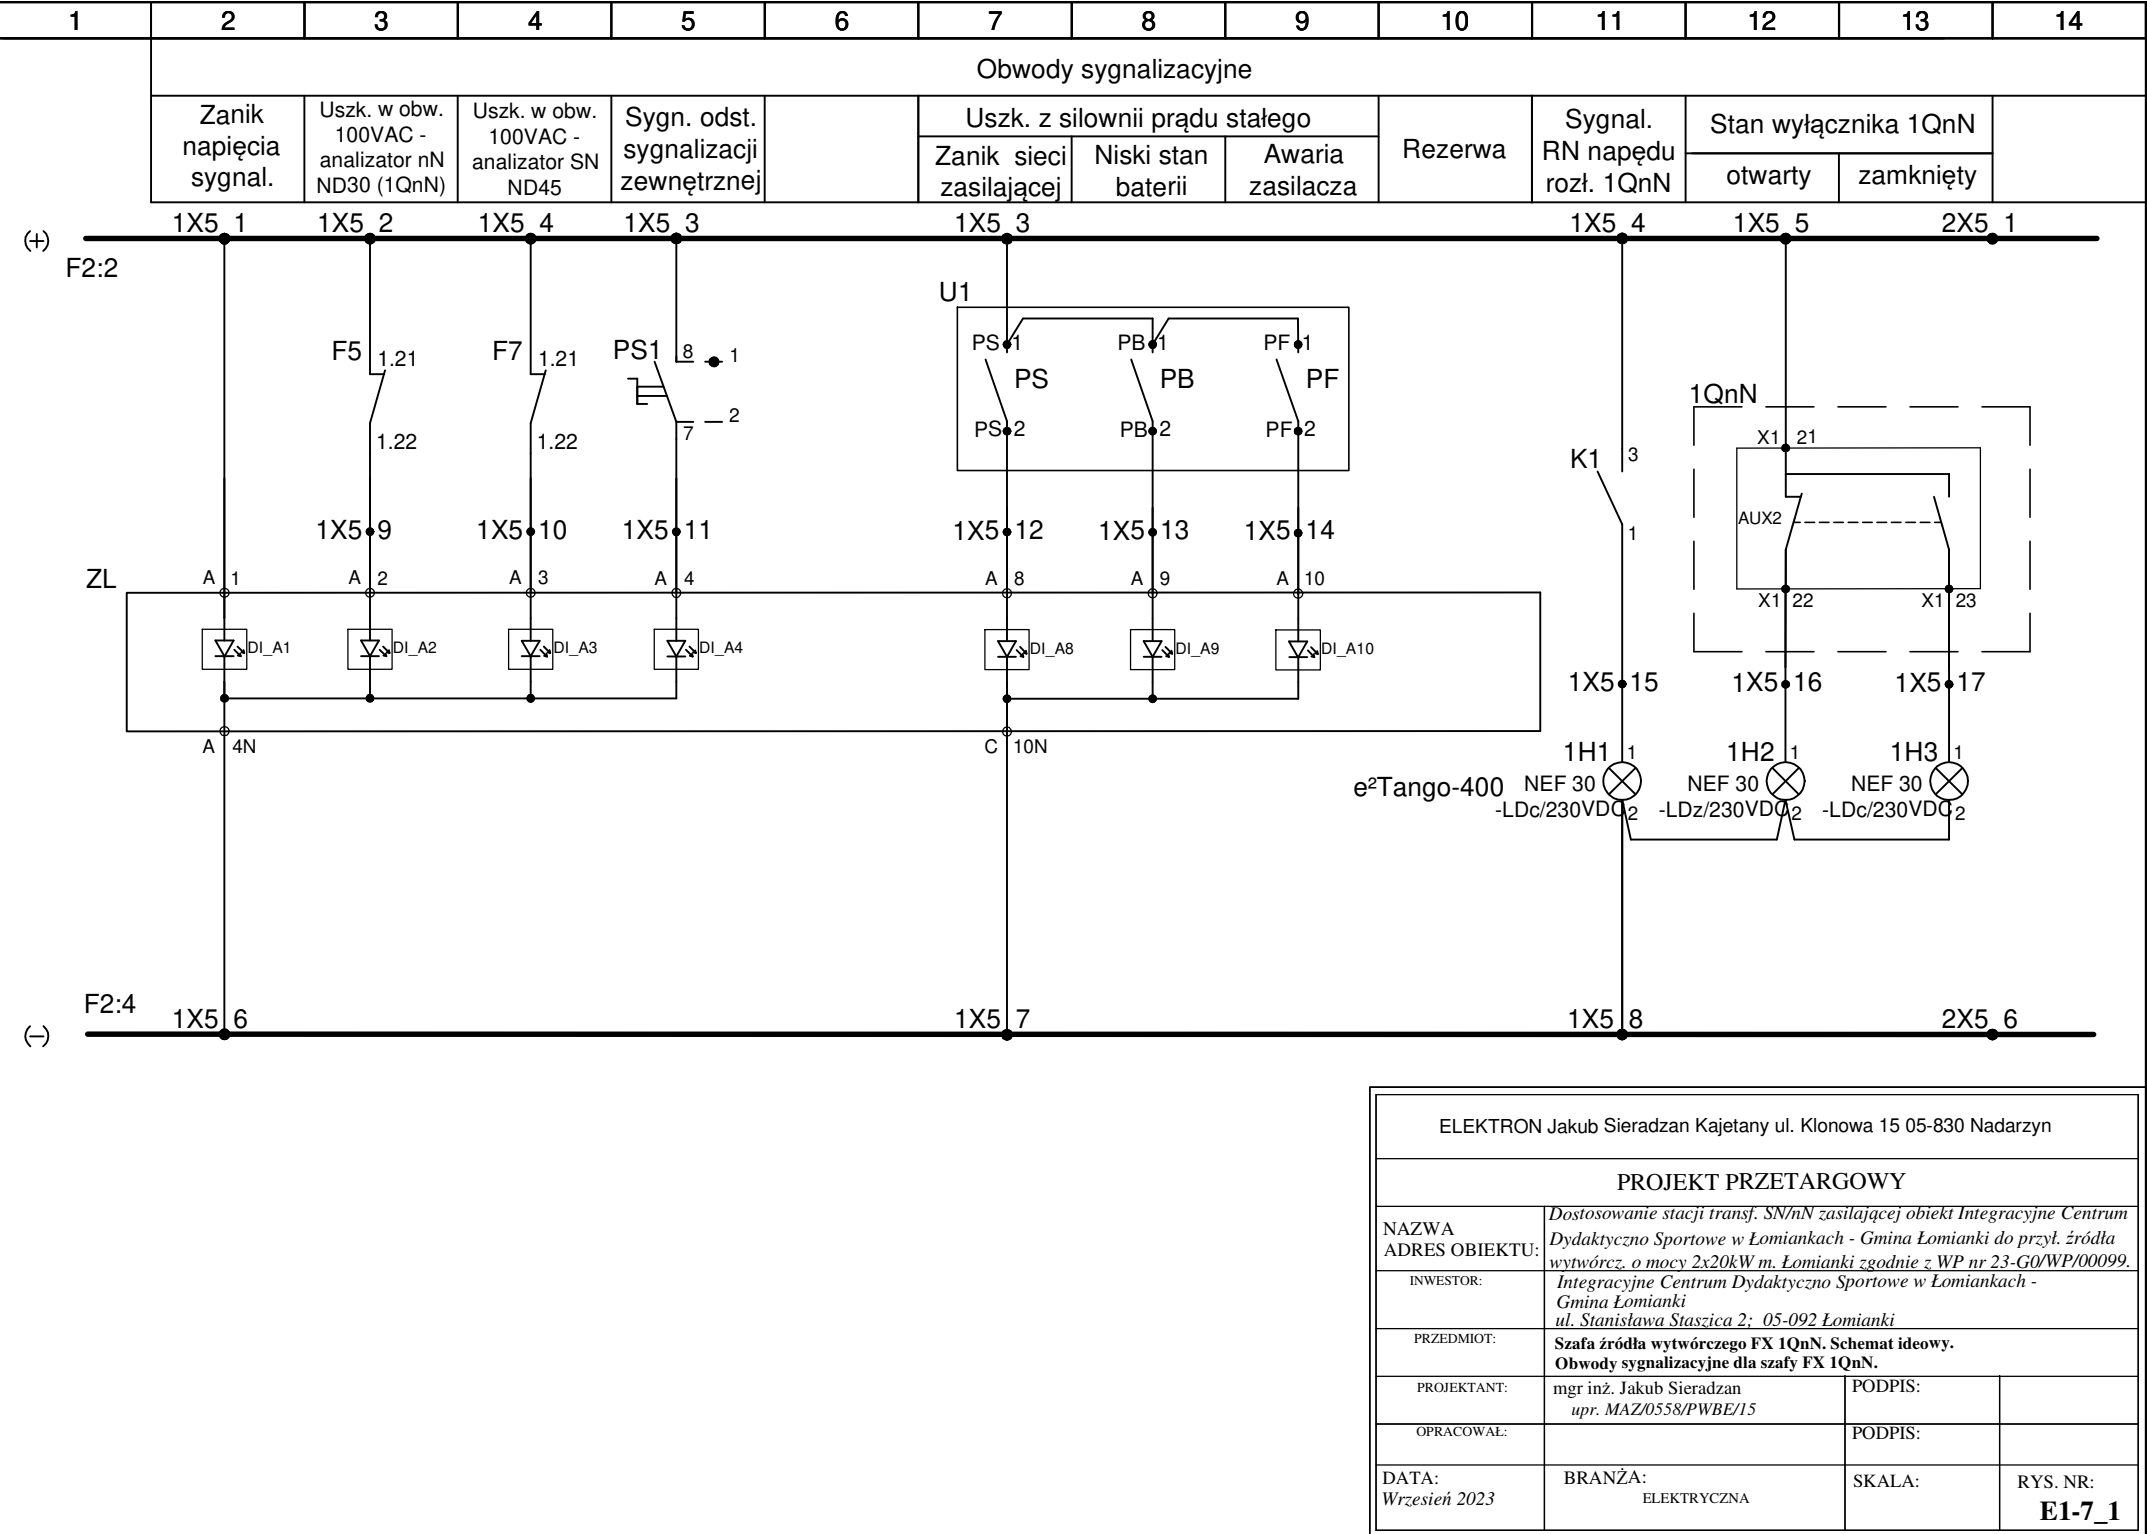 1 2 3 4 5 6 7 8 9 10 11 12 13 14
Obwody sygnalizacyjne
Zanik
napięcia
sygnal.
Uszk. w obw.
100VAC -
analizator nN
ND30 (1QnN)
Uszk. w obw.
100VAC -
analizator SN
ND45
Sygn. odst.
sygnalizacji
zewnętrznej
Uszk. z silownii prądu stałego
Zanik sieci
zasilającej
Niski stan
baterii
Awaria
zasilacza
Rezerwa
Sygnal.
RN napędu
rozł. 1QnN
Stan wyłącznika 1QnN
otwarty
zamknięty
1X5 1 1X5 2 1X5 4 1X5 3 1X5 3 1X5 4 1X5 5 2X5 1
(+)
F2:2
U1
F5 1.21
1.22
F7 1.21
1.22
PS1 8 1
7 2
PS 1 PB 1 PF 1
PS PB PF
PS 2 PB 2 PF 2
1QnN
X1 21
K1 3
1
AUX2
X1 22 X1 23
1X5 9 1X5 10 1X5 11 1X5 12 1X5 13 1X5 14
ZL
A 1 A 2 A 3 A 4 A 8 A 9 A 10
DI_A1 DI_A2 DI_A3 DI_A4 DI_A8 DI_A9 DI_A10
1X5 15 1X5 16 1X5 17
A 4N C 10N
e²Tango-400
1H1 1
NEF 30
-LDc/230VDC 2
1H2 1
NEF 30
-LDz/230VDC 2
1H3 1
NEF 30
-LDc/230VDC 2
F2:4
1X5 6 1X5 7 1X5 8 2X5 6
(−)
ELEKTRON Jakub Sieradzan Kajetany ul. Klonowa 15 05-830 Nadarzyn
PROJEKT PRZETARGOWY
NAZWA
ADRES OBIEKTU:
Dostosowanie stacji transf. SN/nN zasilającej obiekt Integracyjne Centrum
Dydaktyczno Sportowe w Łomiankach - Gmina Łomianki do przył. źródła
wytwórcz. o mocy 2x20kW m. Łomianki zgodnie z WP nr 23-G0/WP/00099.
INWESTOR:
Integracyjne Centrum Dydaktyczno Sportowe w Łomiankach -
Gmina Łomianki
ul. Stanisława Staszica 2; 05-092 Łomianki
PRZEDMIOT:
Szafa źródła wytwórczego FX 1QnN. Schemat ideowy.
Obwody sygnalizacyjne dla szafy FX 1QnN.
PROJEKTANT:
mgr inż. Jakub Sieradzan
upr. MAZ/0558/PWBE/15
PODPIS:
OPRACOWAŁ:
PODPIS:
DATA:
Wrzesień 2023
BRANŻA:
ELEKTRYCZNA
SKALA:
RYS. NR:
E1-7_1